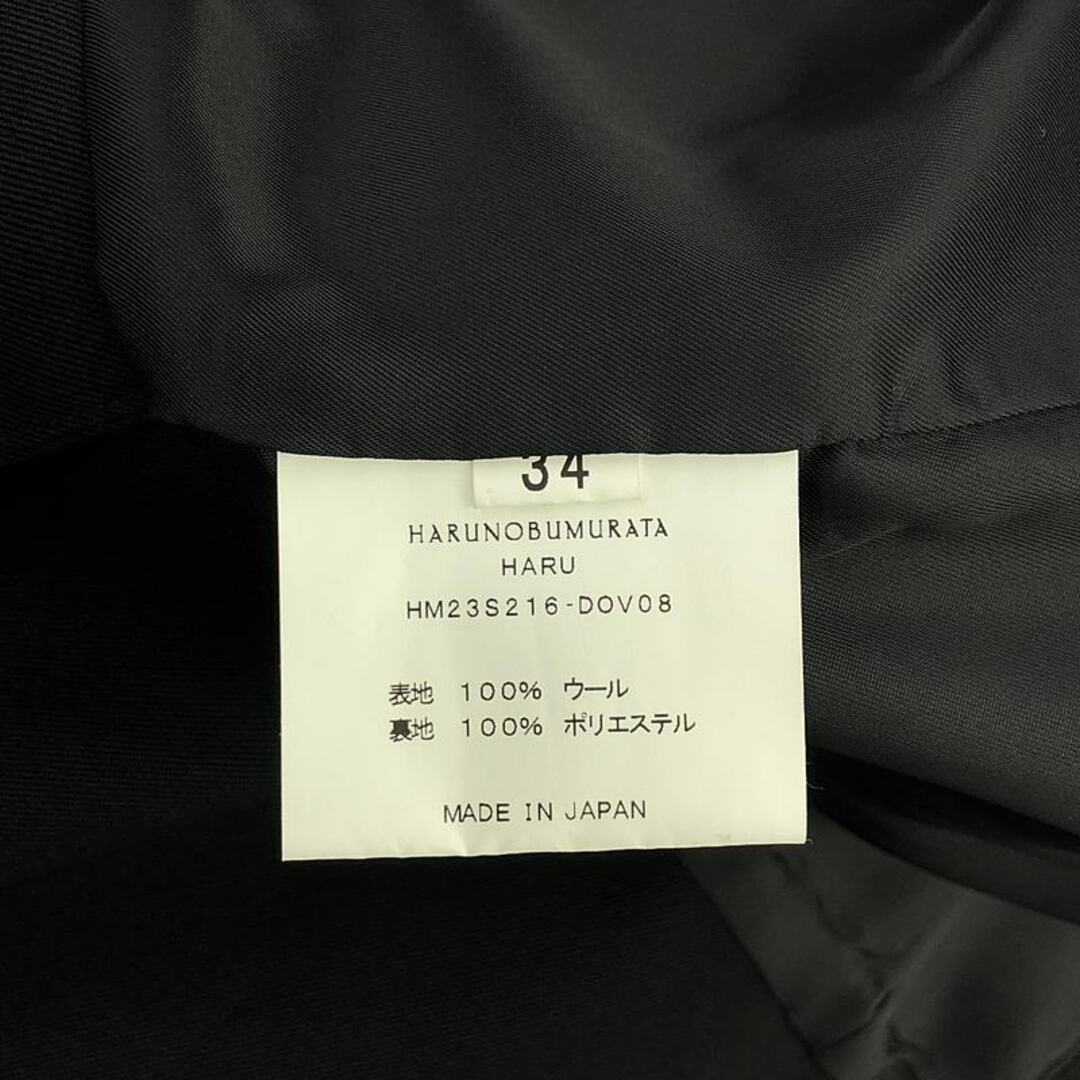 34
HARUNOBUMURATA
HARU
HM23S216-DOV08
表地 100% ウール
裏地 100% ポリエステル
MADE IN JAPAN